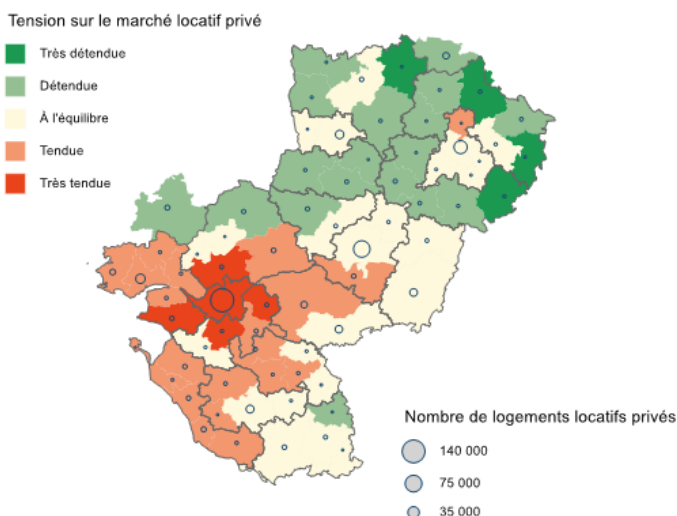 Tension sur le marché locatif privé
Très détendue
Détendue
À l'équilibre
Tendue
Très tendue
Nombre de logements locatifs privés
140 000
75 000
35 000